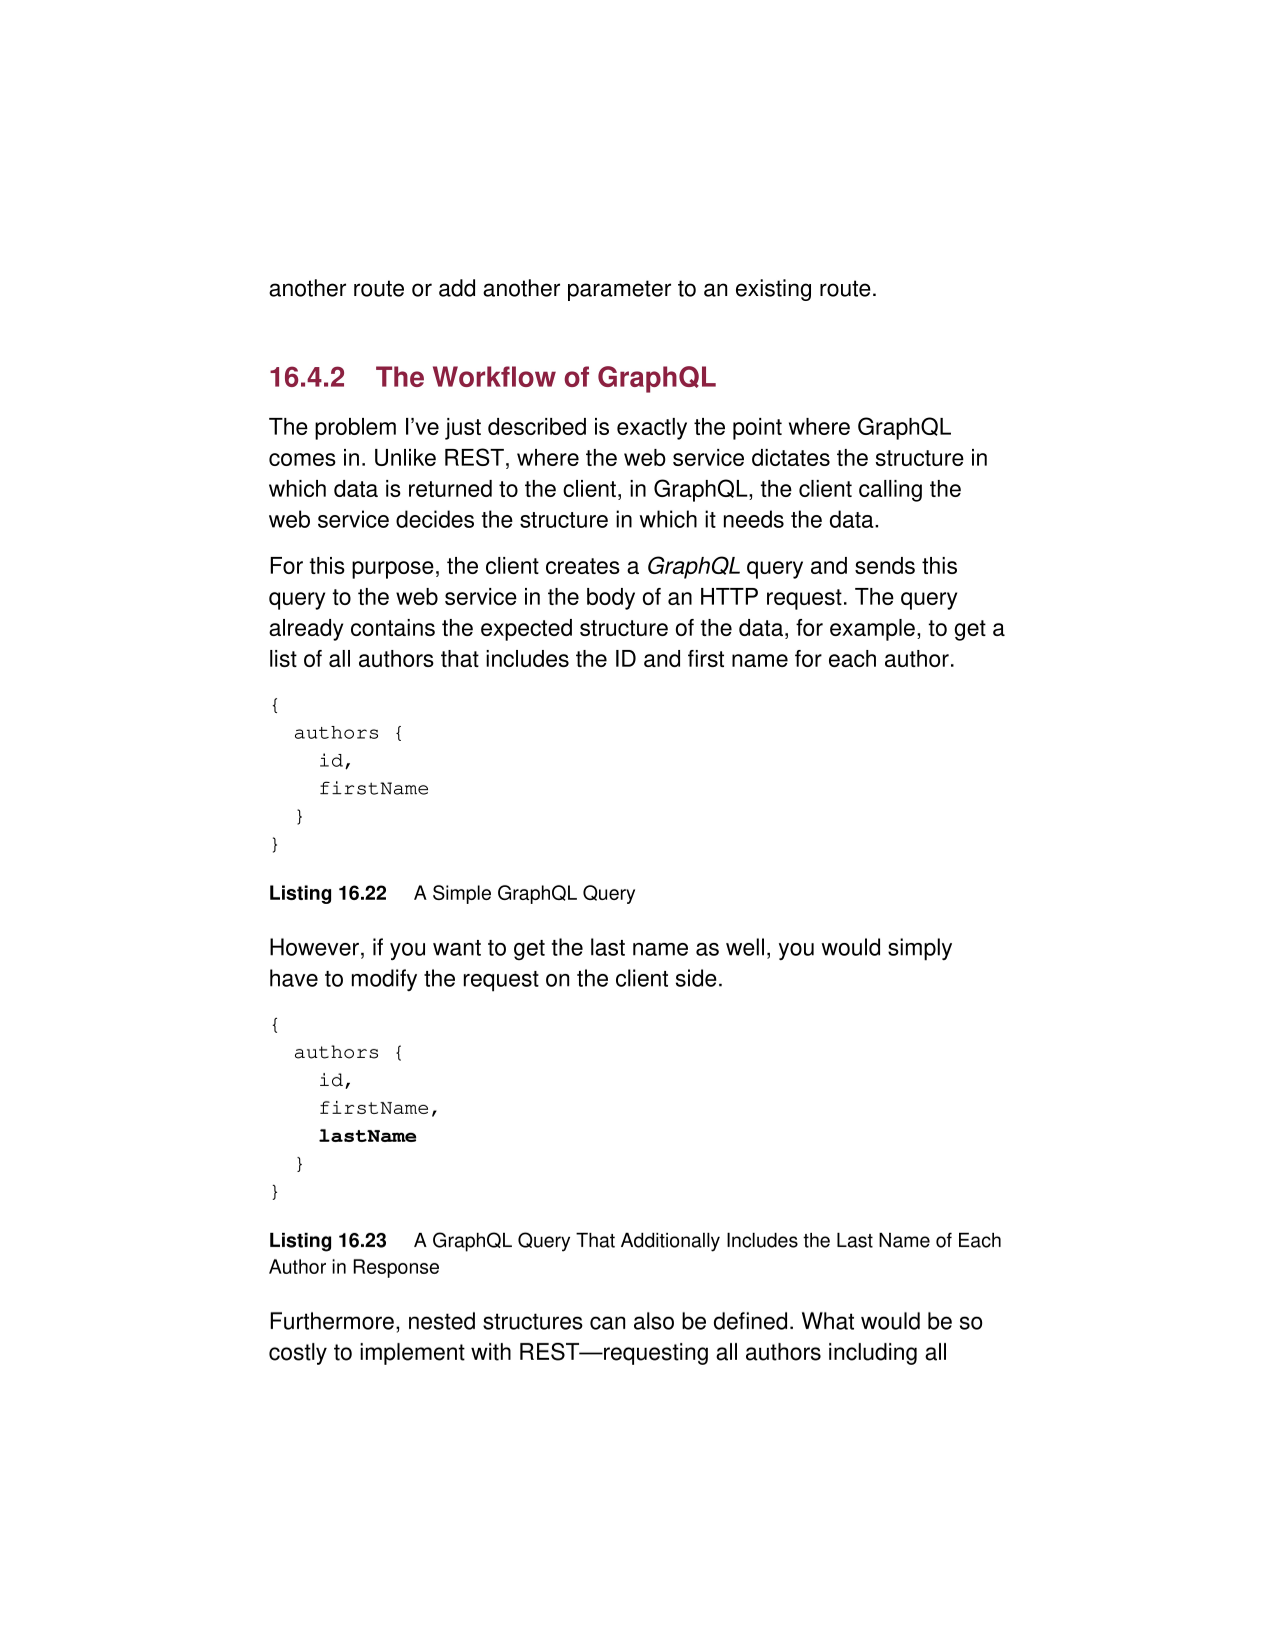 another route or add another parameter to an existing route.
16.4.2 The Workflow of GraphQL
The problem I've just described is exactly the point where GraphQL
comes in. Unlike REST, where the web service dictates the structure in
which data is returned to the client, in GraphQL, the client calling the
web service decides the structure in which it needs the data.
For this purpose, the client creates a GraphQL query and sends this
query to the web service in the body of an HTTP request. The query
already contains the expected structure of the data, for example, to get a
list of all authors that includes the ID and first name for each author.
{
  authors {
    id,
    firstName
  }
}
Listing 16.22 A Simple GraphQL Query
However, if you want to get the last name as well, you would simply
have to modify the request on the client side.
{
  authors {
    id,
    firstName,
    lastName
  }
}
Listing 16.23 A GraphQL Query That Additionally Includes the Last Name of Each
Author in Response
Furthermore, nested structures can also be defined. What would be so
costly to implement with REST—requesting all authors including all